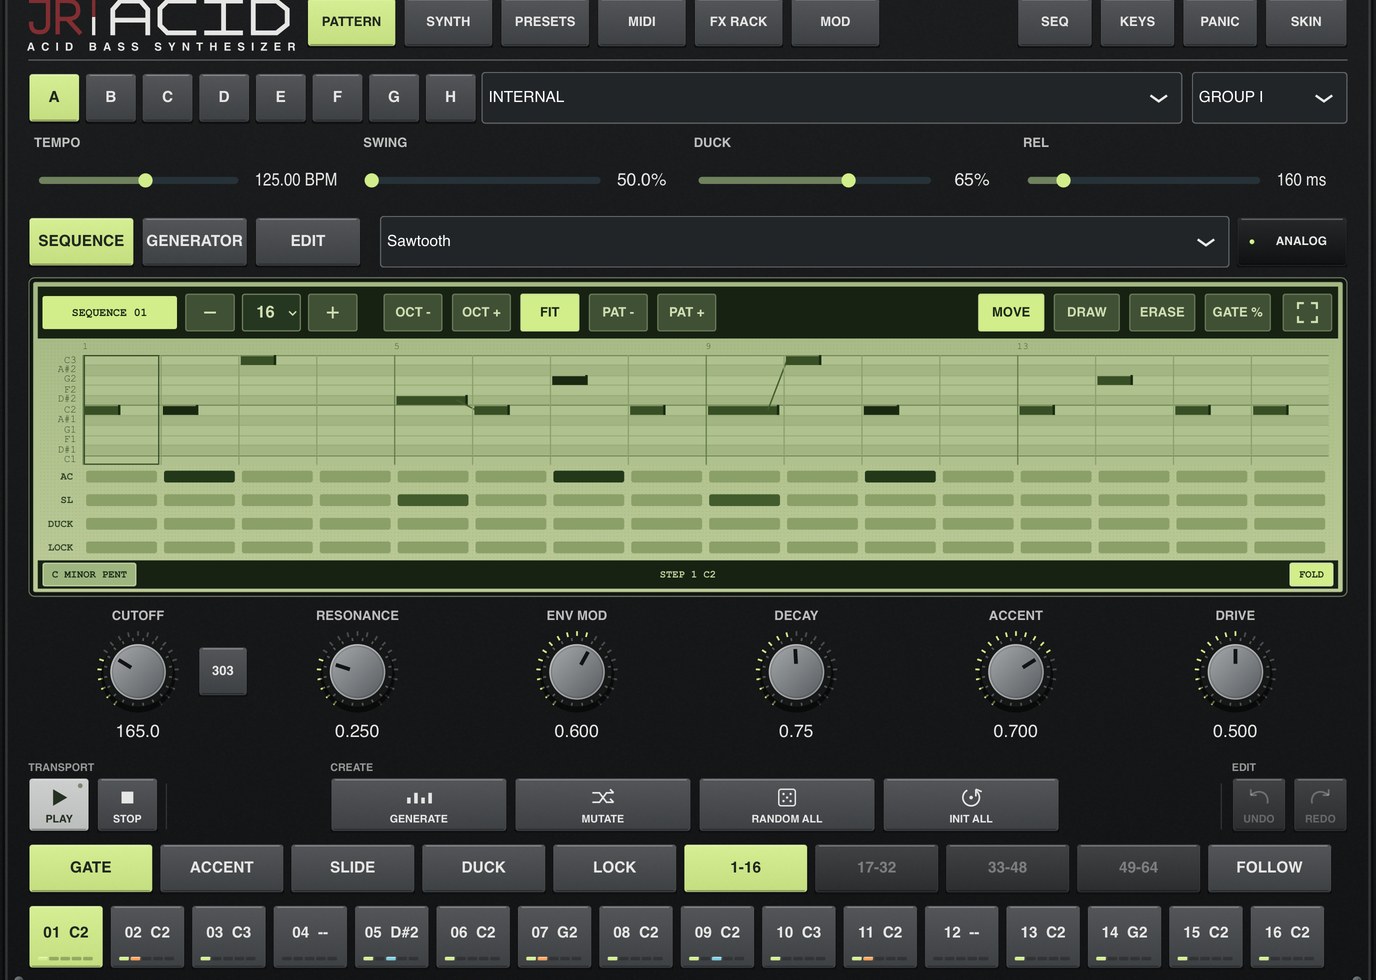 JR1ACID
ACID BASS SYNTHESIZER
PATTERN SYNTH PRESETS MIDI FX RACK MOD SEQ KEYS PANIC SKIN
A B C D E F G H INTERNAL GROUP I
TEMPO SWING DUCK REL
125.00 BPM 50.0% 65% 160 ms
SEQUENCE GENERATOR EDIT Sawtooth ANALOG
SEQUENCE 01 − 16 + OCT - OCT + FIT PAT - PAT + MOVE DRAW ERASE GATE %
1 5 9 13
C3
A#2
G2
F2
D#2
C2
A#1
G1
F1
D#1
C1
AC
SL
DUCK
LOCK
C MINOR PENT STEP 1 C2 FOLD
CUTOFF RESONANCE ENV MOD DECAY ACCENT DRIVE
303
165.0 0.250 0.600 0.75 0.700 0.500
TRANSPORT CREATE EDIT
PLAY STOP GENERATE MUTATE RANDOM ALL INIT ALL UNDO REDO
GATE ACCENT SLIDE DUCK LOCK 1-16 17-32 33-48 49-64 FOLLOW
01 C2 02 C2 03 C3 04 -- 05 D#2 06 C2 07 G2 08 C2 09 C2 10 C3 11 C2 12 -- 13 C2 14 G2 15 C2 16 C2